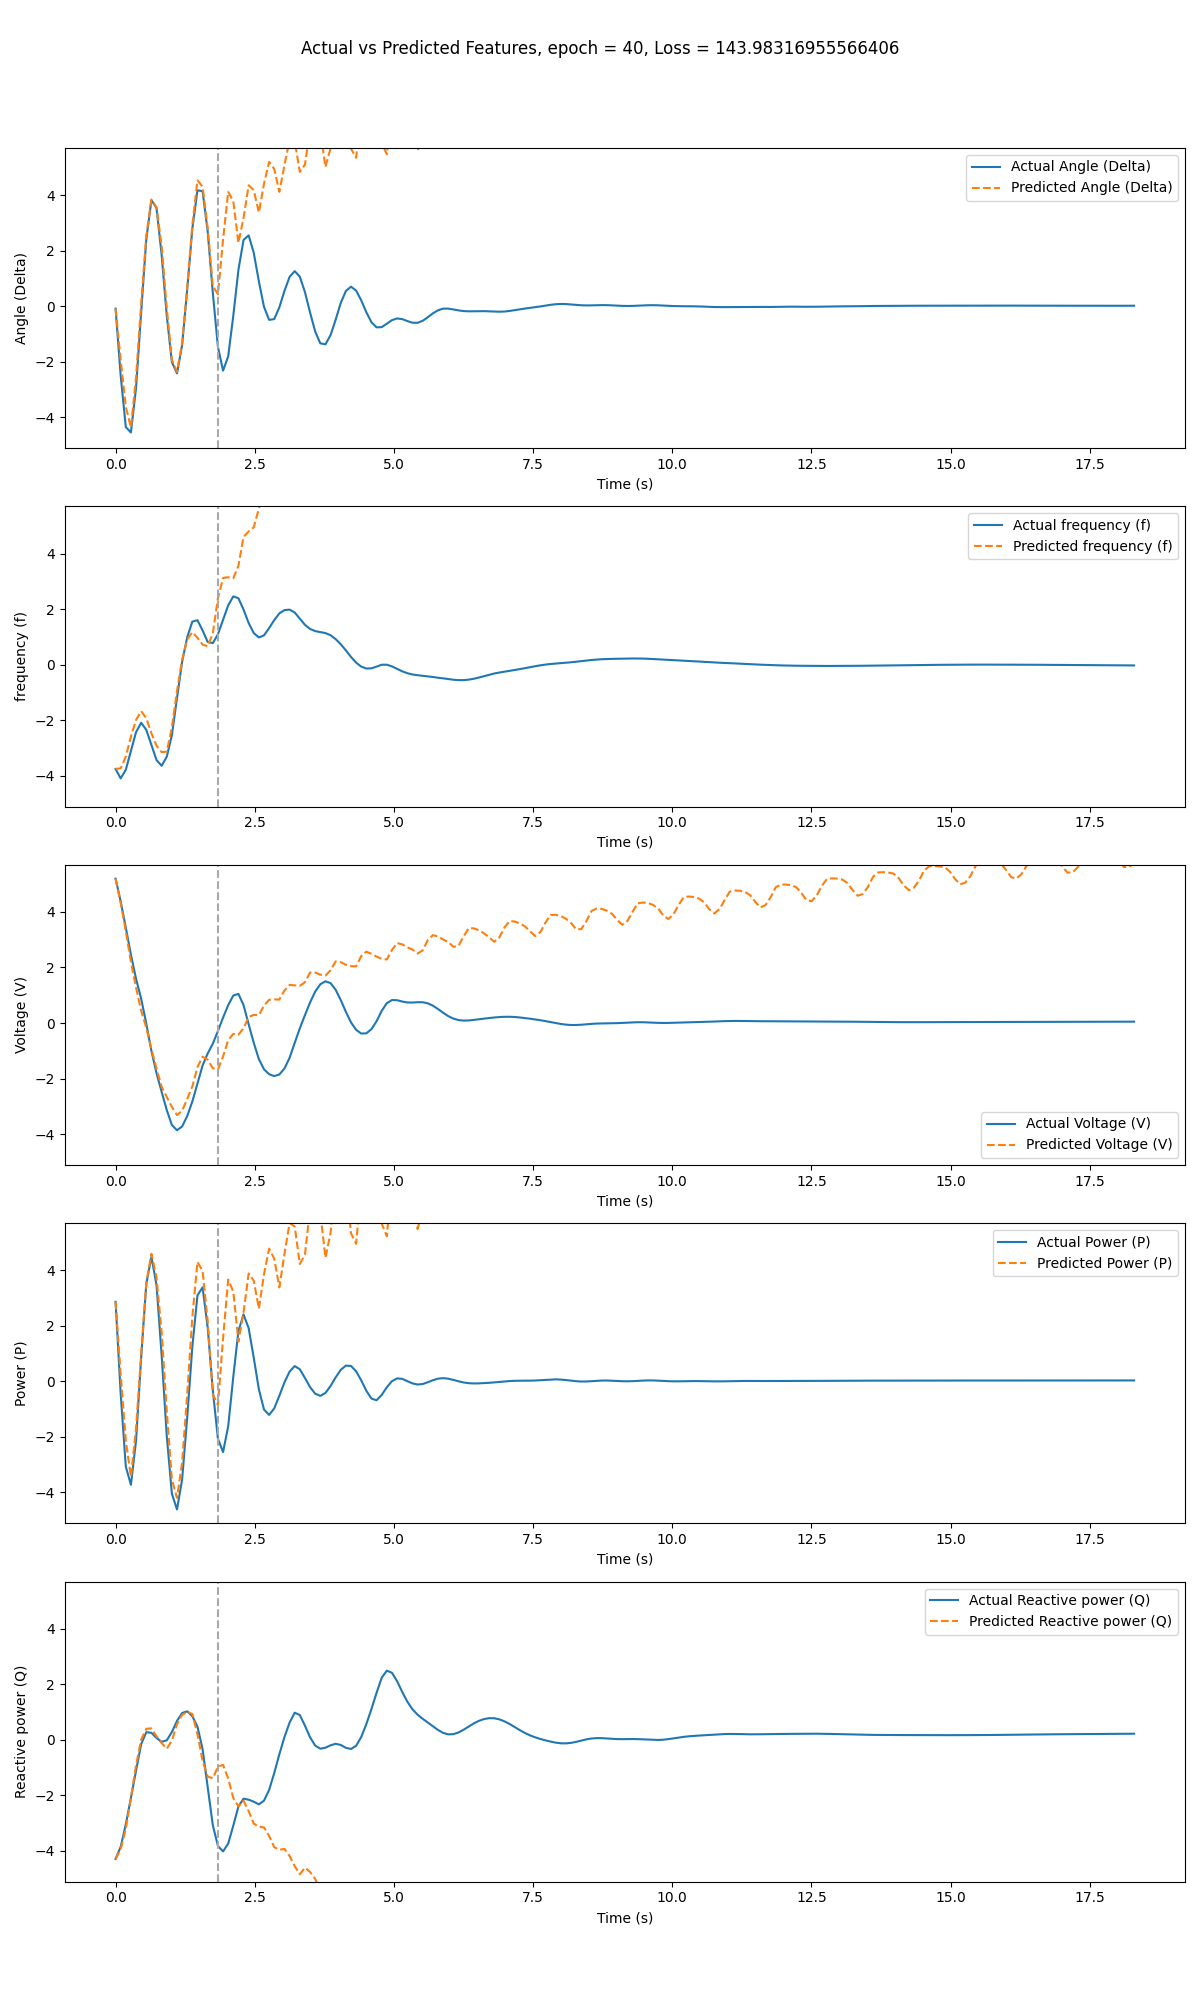 Actual vs Predicted Features, epoch = 40, Loss = 143.98316955566406
Actual Angle (Delta)
Predicted Angle (Delta)
Angle (Delta)
4
2
0
−2
−4
0.0 2.5 5.0 7.5 10.0 12.5 15.0 17.5
Time (s)
Actual frequency (f)
Predicted frequency (f)
frequency (f)
4
2
0
−2
−4
0.0 2.5 5.0 7.5 10.0 12.5 15.0 17.5
Time (s)
Voltage (V)
4
2
0
−2
−4
Actual Voltage (V)
Predicted Voltage (V)
0.0 2.5 5.0 7.5 10.0 12.5 15.0 17.5
Time (s)
Actual Power (P)
Predicted Power (P)
Power (P)
4
2
0
−2
−4
0.0 2.5 5.0 7.5 10.0 12.5 15.0 17.5
Time (s)
Actual Reactive power (Q)
Predicted Reactive power (Q)
Reactive power (Q)
4
2
0
−2
−4
0.0 2.5 5.0 7.5 10.0 12.5 15.0 17.5
Time (s)